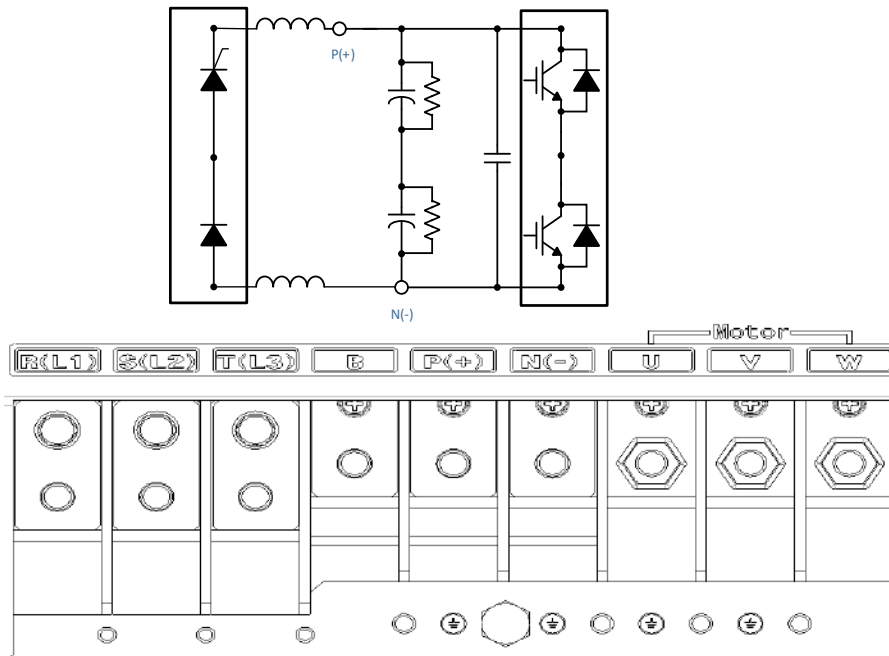 P(+)
N(-)
Motor
R(L1) S(L2) T(L3) B P(+) N(-) U V W